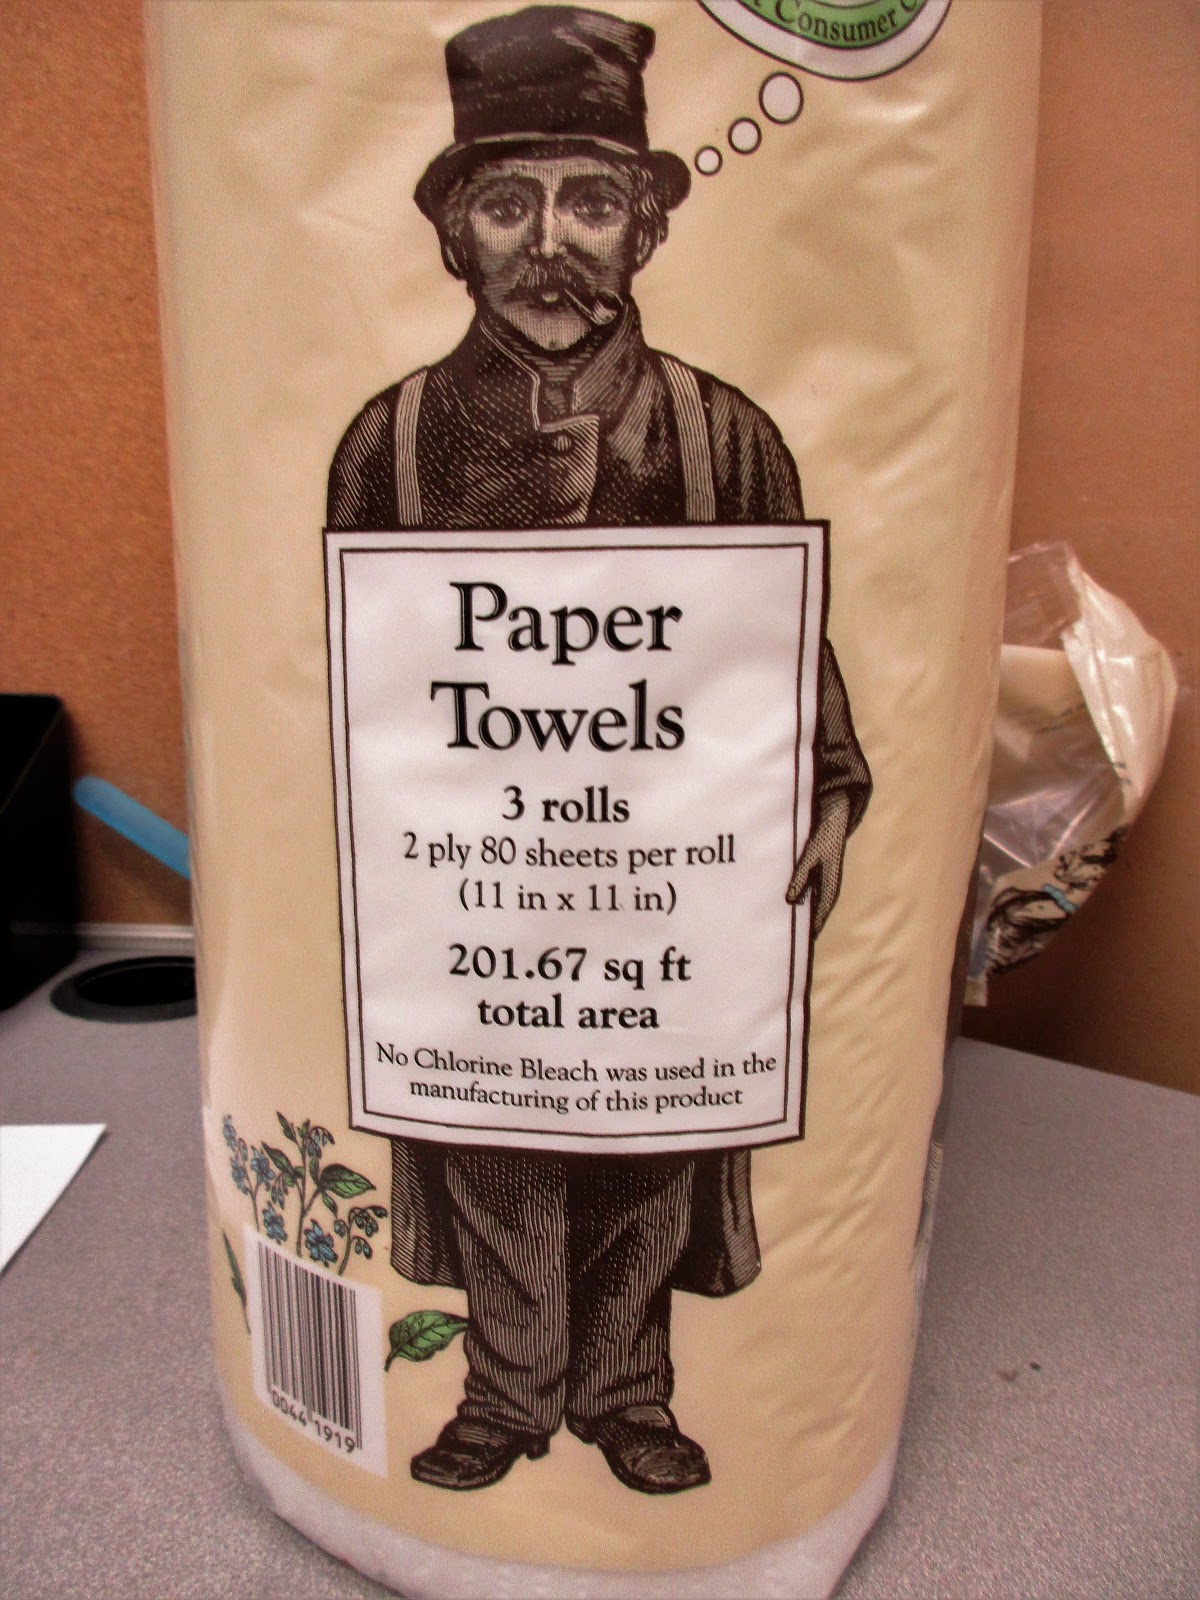 Consumer
Paper
Towels
3 rolls
2 ply 80 sheets per roll
(11 in x 11 in)
201.67 sq ft
total area
No Chlorine Bleach was used in the
manufacturing of this product
0044 1919